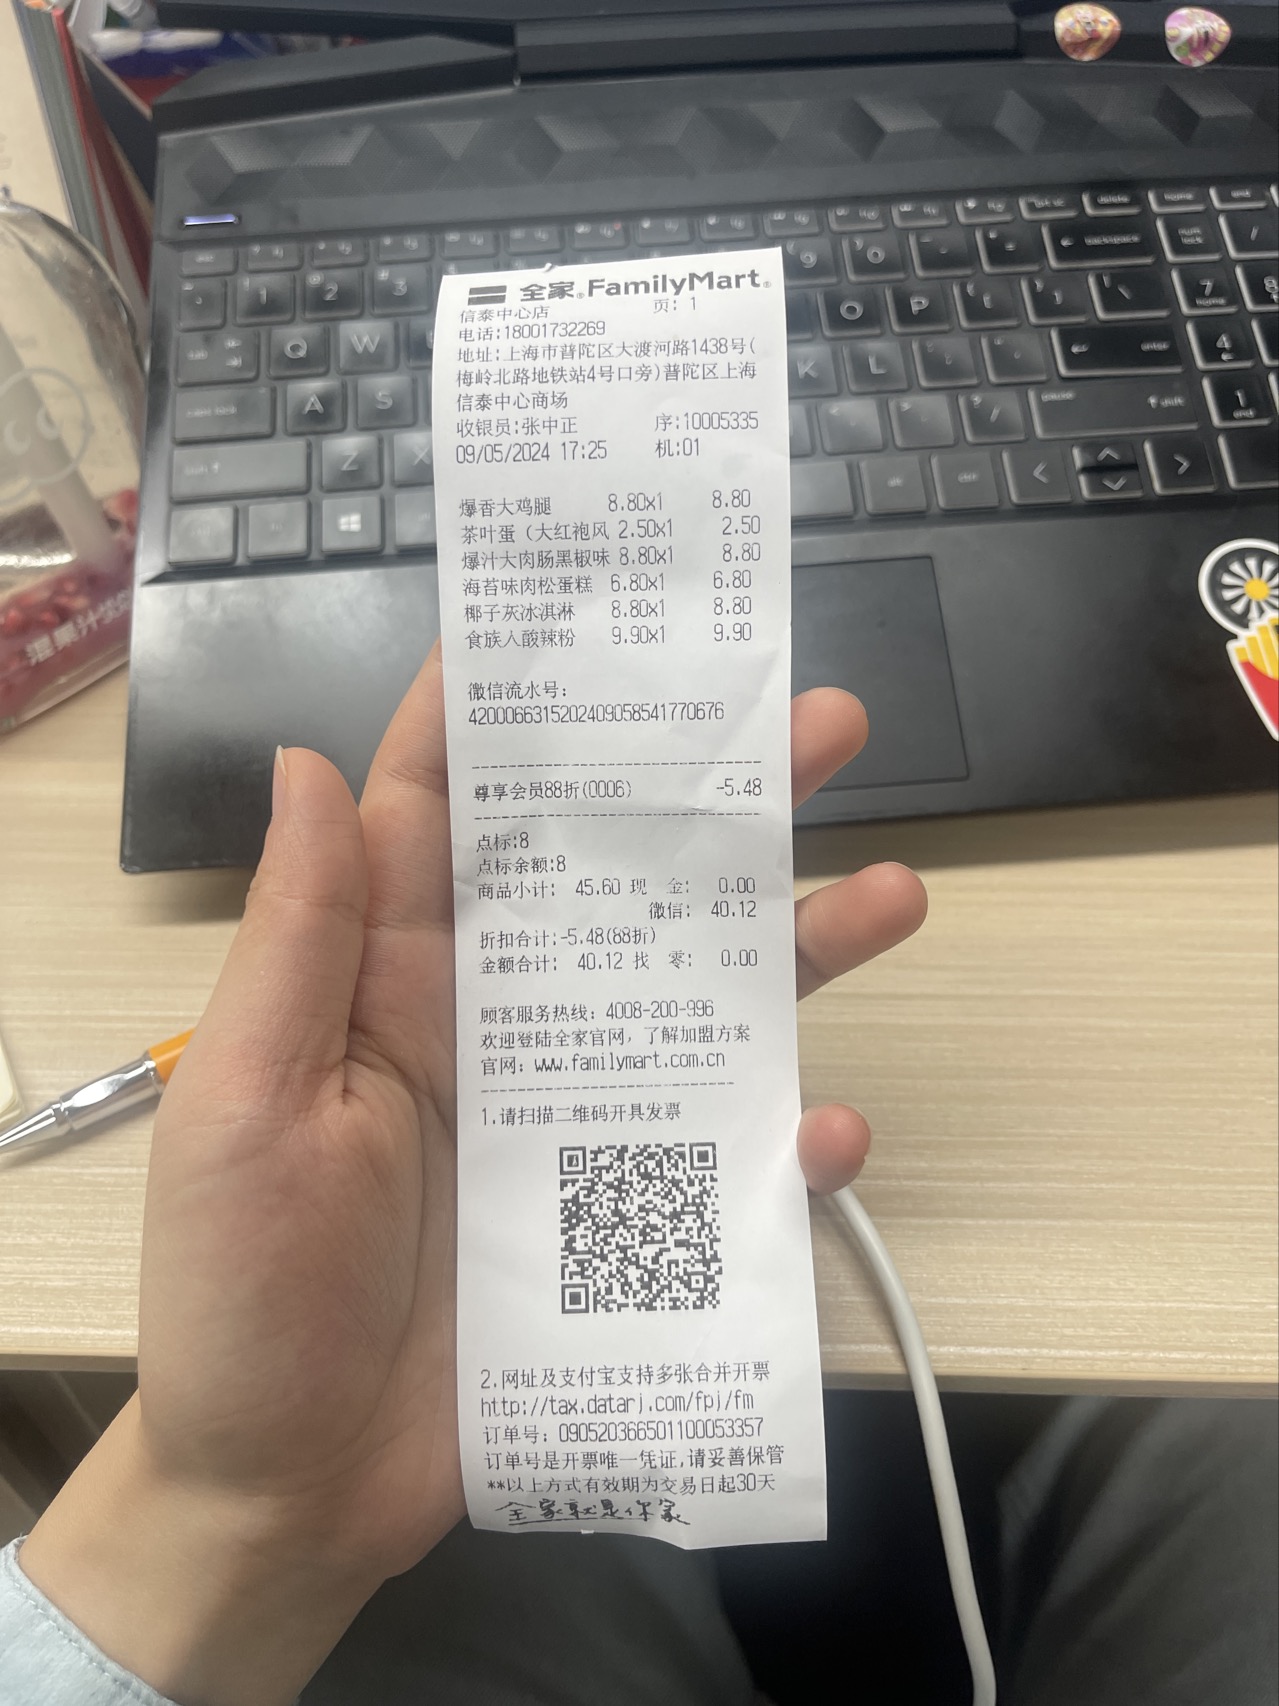 全家 FamilyMart
信泰中心店 页: 1
电话:18001732269
地址:上海市普陀区大渡河路1438号(
梅岭北路地铁站4号口旁)普陀区上海
信泰中心商场
收银员:张中正 序:10005335
09/05/2024 17:25 机:01
爆香大鸡腿 8.80x1 8.80
茶叶蛋（大红袍风 2.50x1 2.50
爆汁大肉肠黑椒味 8.80x1 8.80
海苔味肉松蛋糕 6.80x1 6.80
椰子灰冰淇淋 8.80x1 8.80
食族人酸辣粉 9.90x1 9.90
微信流水号:
4200066315202409058541770676
尊享会员88折(0006) -5.48
点标:8
点标余额:8
商品小计: 45.60 现 金: 0.00
微信: 40.12
折扣合计:-5.48(88折)
金额合计: 40.12 找 零: 0.00
顾客服务热线: 4008-200-996
欢迎登陆全家官网，了解加盟方案
官网: www.familymart.com.cn
1.请扫描二维码开具发票
2.网址及支付宝支持多张合并开票
http://tax.datarj.com/fpj/fm
订单号: 090520366501100053357
订单号是开票唯一凭证,请妥善保管
**以上方式有效期为交易日起30天
全家就是你家